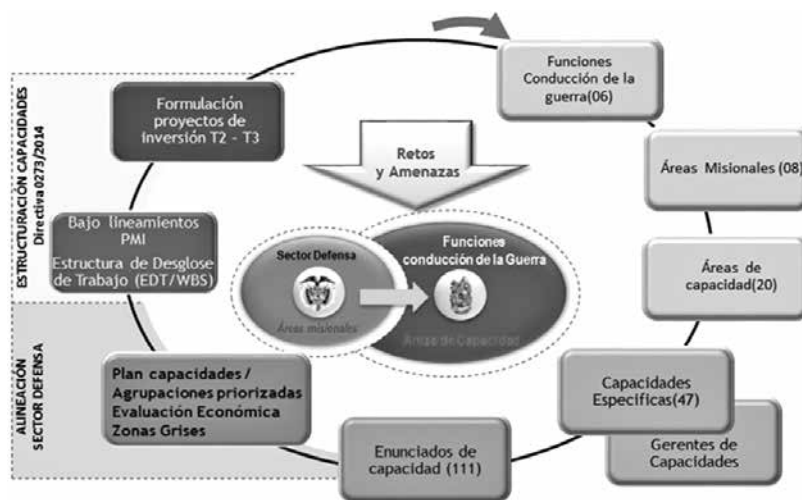 Funciones
Conducción de la
guerra(06)
Áreas Misionales (08)
Áreas de
capacidad(20)
Capacidades
Especificas(47)
Gerentes de
Capacidades
Enunciados de
capacidad (111)
Plan capacidades /
Agrupaciones priorizadas
Evaluación Económica
Zonas Grises
Bajo lineamientos
PMI
Estructura de Desglose
de Trabajo (EDT/WBS)
Formulación
proyectos de
inversión T2 - T3
ESTRUCTURACIÓN CAPACIDADES
Directiva 0273/2014
ALINEACIÓN
SECTOR DEFENSA
Retos
y Amenazas
Sector Defensa
Áreas misionales
Funciones
conducción de la Guerra
Áreas de Capacidad